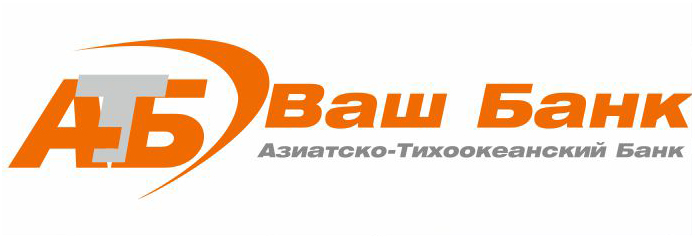 АТБ
Ваш Банк
Азиатско-Тихоокеанский Банк